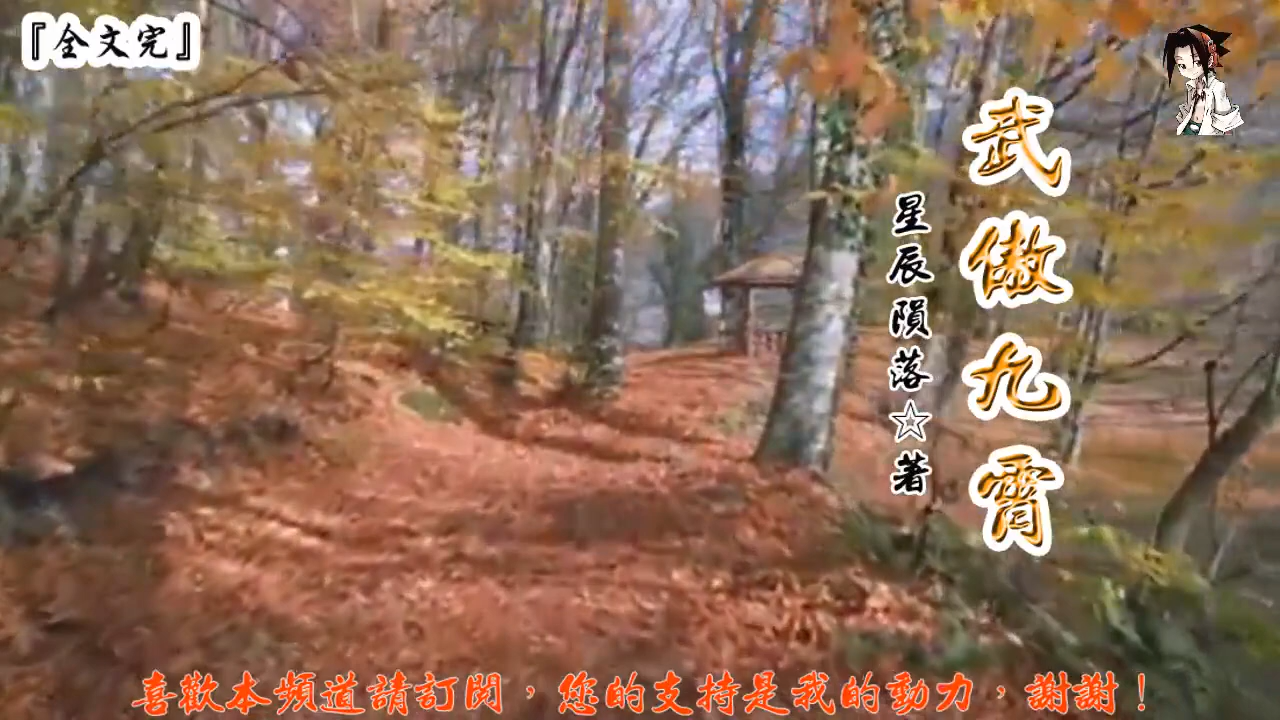 『全文完』
武傲九霄
星辰隕落☆著
喜歡本頻道請訂閱，您的支持是我的動力，謝謝！